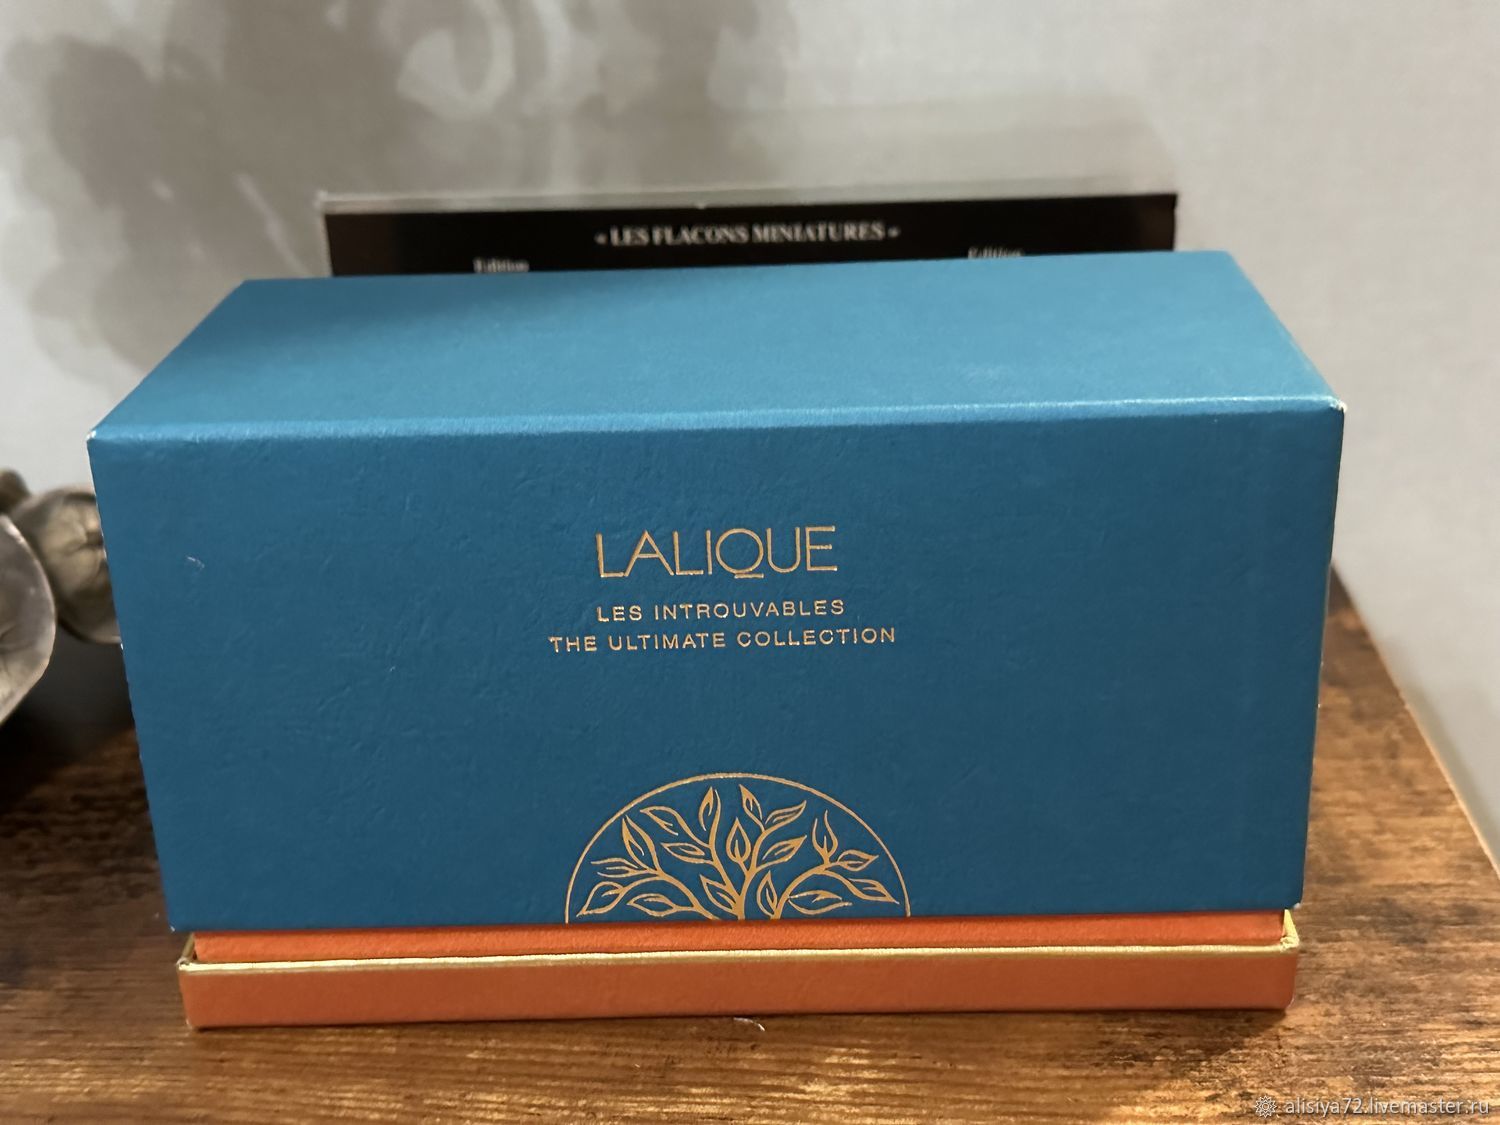 « LES FLACONS MINIATURES »
Edition Edition
LALIQUE
LES INTROUVABLES
THE ULTIMATE COLLECTION
alisiya72.livemaster.ru